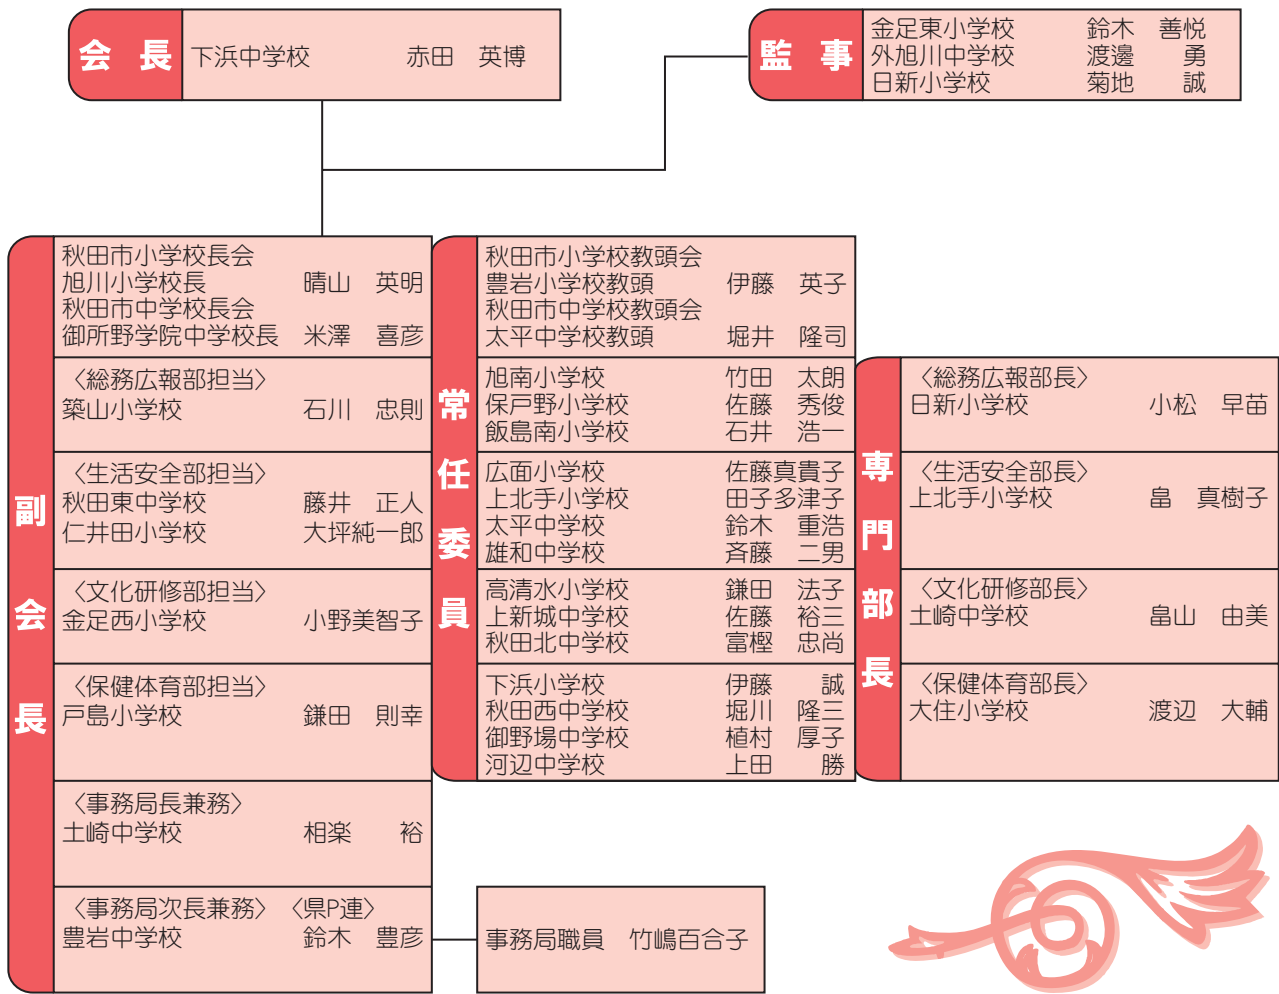 会長
下浜中学校　赤田　英博
監事
金足東小学校　鈴木　善悦
外旭川中学校　渡邊　勇
日新小学校　菊地　誠
副会長
秋田市小学校長会
旭川小学校長　晴山　英明
秋田市中学校長会
御所野学院中学校長　米澤　喜彦
〈総務広報部担当〉
築山小学校　石川　忠則
〈生活安全部担当〉
秋田東中学校　藤井　正人
仁井田小学校　大坪純一郎
〈文化研修部担当〉
金足西小学校　小野美智子
〈保健体育部担当〉
戸島小学校　鎌田　則幸
〈事務局長兼務〉
土崎中学校　相楽　裕
〈事務局次長兼務〉〈県P連〉
豊岩中学校　鈴木　豊彦
事務局職員　竹嶋百合子
常任委員
秋田市小学校教頭会
豊岩小学校教頭　伊藤　英子
秋田市中学校教頭会
太平中学校教頭　堀井　隆司
旭南小学校　竹田　太朗
保戸野小学校　佐藤　秀俊
飯島南小学校　石井　浩一
広面小学校　佐藤真貴子
上北手小学校　田子多津子
太平中学校　鈴木　重浩
雄和中学校　斉藤　二男
高清水小学校　鎌田　法子
上新城中学校　佐藤　裕三
秋田北中学校　富樫　忠尚
下浜小学校　伊藤　誠
秋田西中学校　堀川　隆三
御野場中学校　植村　厚子
河辺中学校　上田　勝
専門部長
〈総務広報部長〉
日新小学校　小松　早苗
〈生活安全部長〉
上北手小学校　畠　真樹子
〈文化研修部長〉
土崎中学校　畠山　由美
〈保健体育部長〉
大住小学校　渡辺　大輔